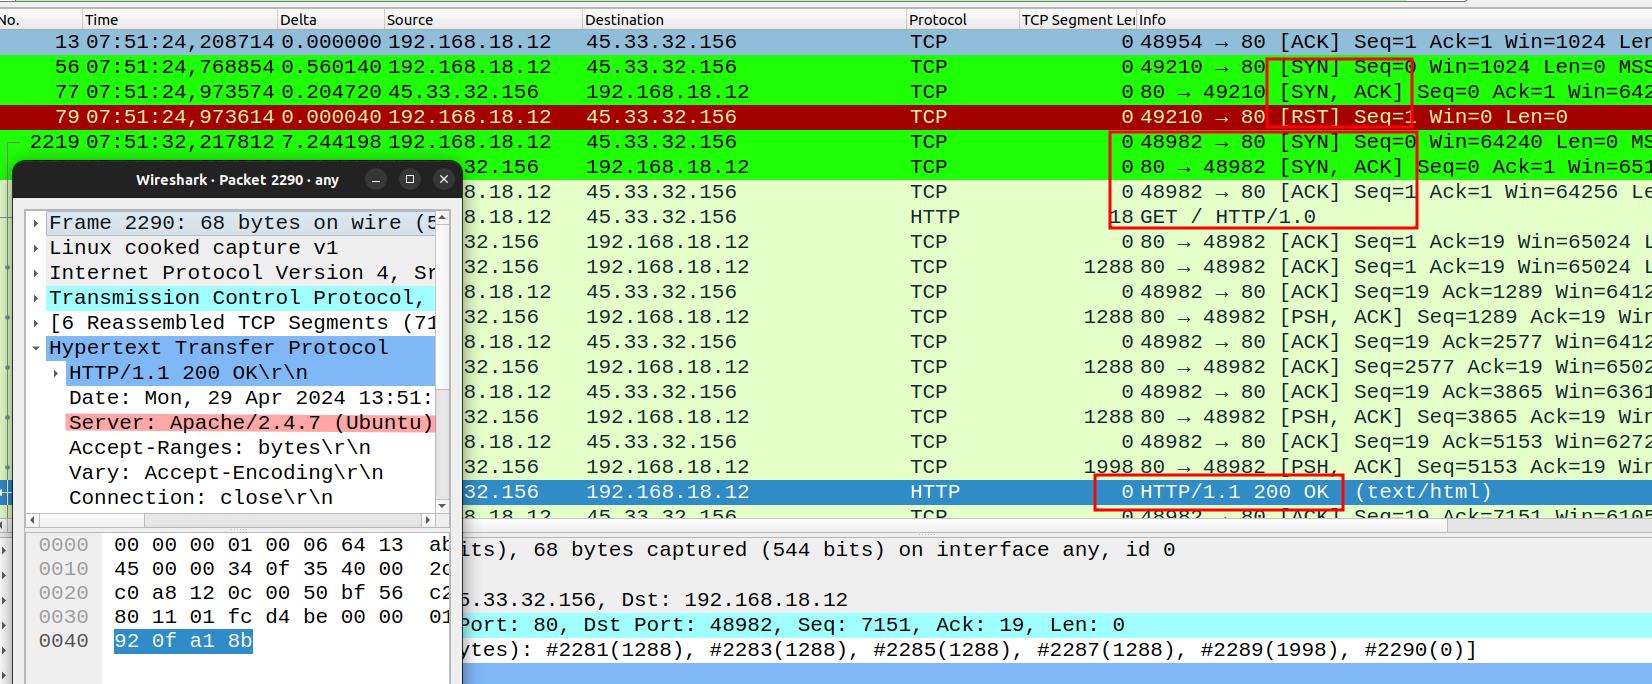 No. Time Delta Source Destination Protocol TCP Segment Len Info
13 07:51:24,208714 0.000000 192.168.18.12 45.33.32.156 TCP 0 48954 → 80 [ACK] Seq=1 Ack=1 Win=1024 Len
56 07:51:24,768854 0.560140 192.168.18.12 45.33.32.156 TCP 0 49210 → 80 [SYN] Seq=0 Win=1024 Len=0 MSS
77 07:51:24,973574 0.204720 45.33.32.156 192.168.18.12 TCP 0 80 → 49210 [SYN, ACK] Seq=0 Ack=1 Win=642
79 07:51:24,973614 0.000040 192.168.18.12 45.33.32.156 TCP 0 49210 → 80 [RST] Seq=1 Win=0 Len=0
2219 07:51:32,217812 7.244198 192.168.18.12 45.33.32.156 TCP 0 48982 → 80 [SYN] Seq=0 Win=64240 Len=0 MS
.32.156 192.168.18.12 TCP 0 80 → 48982 [SYN, ACK] Seq=0 Ack=1 Win=651
8.18.12 45.33.32.156 TCP 0 48982 → 80 [ACK] Seq=1 Ack=1 Win=64256 Le
8.18.12 45.33.32.156 HTTP 18 GET / HTTP/1.0
32.156 192.168.18.12 TCP 0 80 → 48982 [ACK] Seq=1 Ack=19 Win=65024 L
32.156 192.168.18.12 TCP 1288 80 → 48982 [ACK] Seq=1 Ack=19 Win=65024 L
8.18.12 45.33.32.156 TCP 0 48982 → 80 [ACK] Seq=19 Ack=1289 Win=6412
32.156 192.168.18.12 TCP 1288 80 → 48982 [PSH, ACK] Seq=1289 Ack=19 Win
8.18.12 45.33.32.156 TCP 0 48982 → 80 [ACK] Seq=19 Ack=2577 Win=6412
32.156 192.168.18.12 TCP 1288 80 → 48982 [ACK] Seq=2577 Ack=19 Win=6502
8.18.12 45.33.32.156 TCP 0 48982 → 80 [ACK] Seq=19 Ack=3865 Win=6361
32.156 192.168.18.12 TCP 1288 80 → 48982 [PSH, ACK] Seq=3865 Ack=19 Win
8.18.12 45.33.32.156 TCP 0 48982 → 80 [ACK] Seq=19 Ack=5153 Win=6272
32.156 192.168.18.12 TCP 1998 80 → 48982 [PSH, ACK] Seq=5153 Ack=19 Win
32.156 192.168.18.12 HTTP 0 HTTP/1.1 200 OK (text/html)
8.18.12 45.33.32.156 TCP 0 48982 → 80 [ACK] Seq=19 Ack=7151 Win=6105
Wireshark · Packet 2290 · any
Frame 2290: 68 bytes on wire (5
Linux cooked capture v1
Internet Protocol Version 4, Sr
Transmission Control Protocol,
[6 Reassembled TCP Segments (71
Hypertext Transfer Protocol
HTTP/1.1 200 OK\r\n
Date: Mon, 29 Apr 2024 13:51:
Server: Apache/2.4.7 (Ubuntu)
Accept-Ranges: bytes\r\n
Vary: Accept-Encoding\r\n
Connection: close\r\n
0000 00 00 00 01 00 06 64 13 ab
0010 45 00 00 34 0f 35 40 00 2c
0020 c0 a8 12 0c 00 50 bf 56 c2
0030 80 11 01 fc d4 be 00 00 01
0040 92 0f a1 8b
its), 68 bytes captured (544 bits) on interface any, id 0
5.33.32.156, Dst: 192.168.18.12
Port: 80, Dst Port: 48982, Seq: 7151, Ack: 19, Len: 0
ytes): #2281(1288), #2283(1288), #2285(1288), #2287(1288), #2289(1998), #2290(0)]